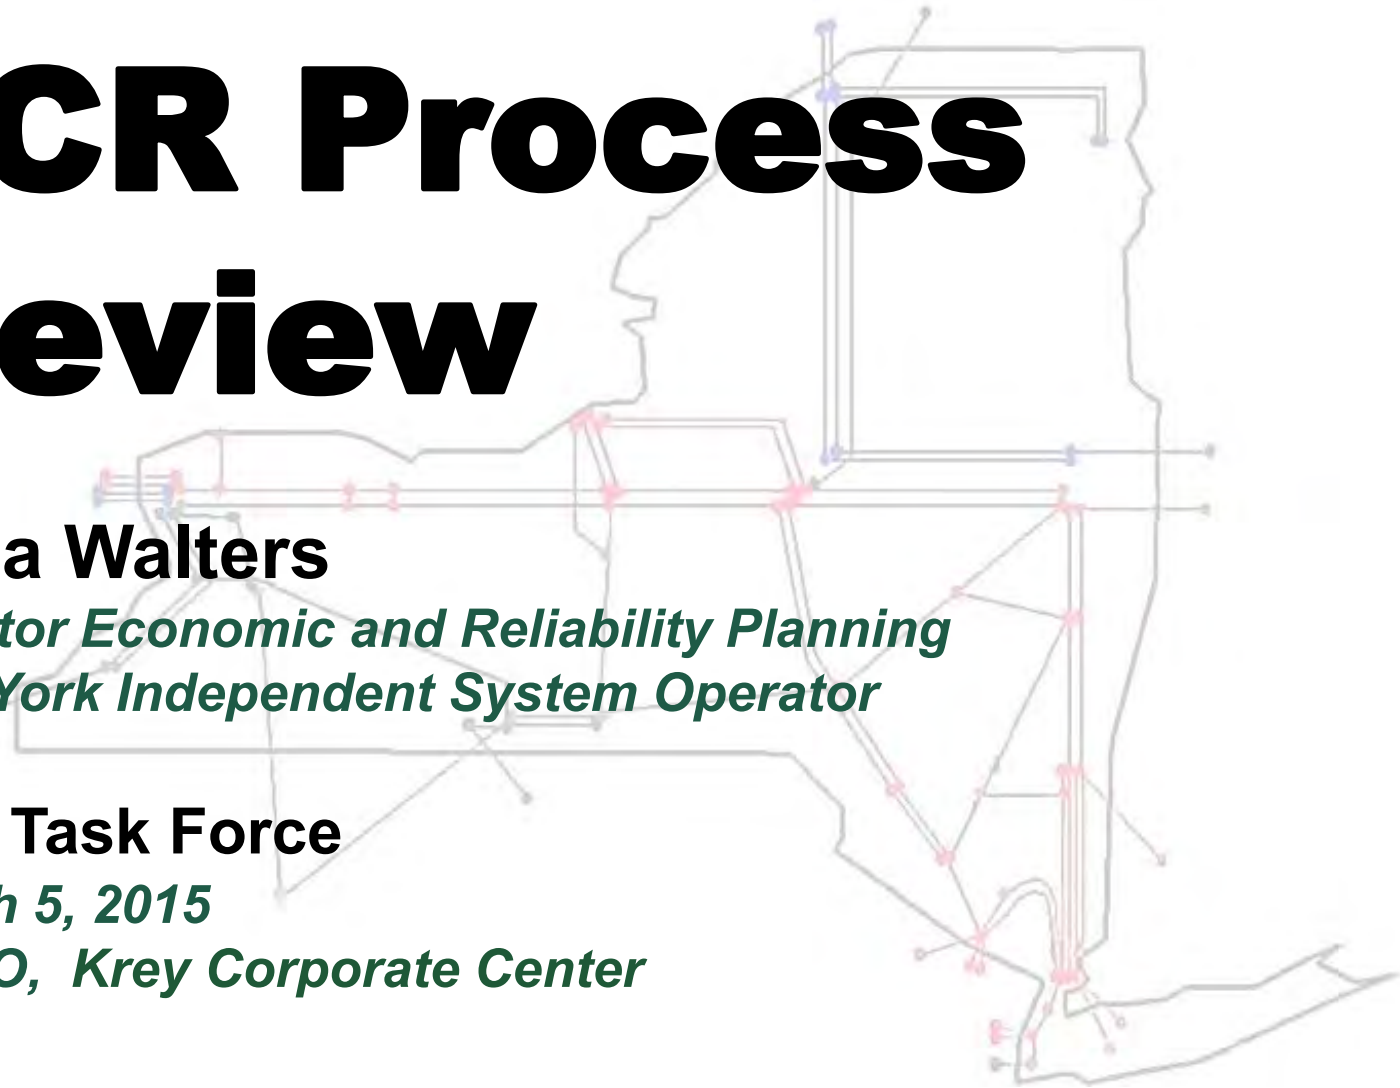 CR Process
eview
a Walters
tor Economic and Reliability Planning
York Independent System Operator
Task Force
h 5, 2015
O, Krey Corporate Center